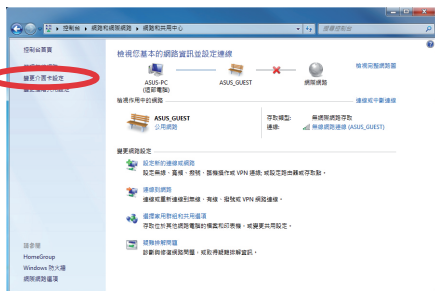 控制台 ▸ 網路和網際網路 ▸ 網路和共用中心
搜尋控制台
控制台首頁
變更介面卡設定
檢視您基本的網路資訊並設定連線
檢視完整網路圖
ASUS-PC
(這部電腦)
ASUS_GUEST
網際網路
檢視作用中的網路
連線或中斷連線
ASUS_GUEST
公用網路
存取類型: 無網際網路存取
連線: 無線網路連線 (ASUS_GUEST)
變更網路設定
設定新的連線或網路
設定無線、寬頻、撥號、臨機操作或 VPN 連線; 或設定路由器或存取點。
連線到網路
連線或重新連線到無線、有線、撥號或 VPN 網路連線。
選擇家用群組和共用選項
存取位於其他網路電腦的檔案和印表機，或變更共用設定。
疑難排解問題
診斷與修復網路問題，或取得疑難排解資訊。
請參閱
HomeGroup
Windows 防火牆
網際網路選項